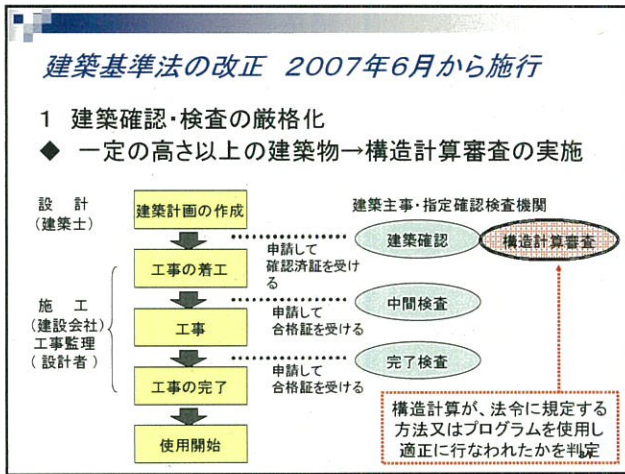 建築基準法の改正 2007年6月から施行
1 建築確認・検査の厳格化
◆ 一定の高さ以上の建築物→構造計算審査の実施
設 計
(建築士)
建築計画の作成
建築主事・指定確認検査機関
申請して
確認済証を受け
る
建築確認
構造計算審査
工事の着工
施 工
(建設会社)
工事監理
(設計者)
工事
申請して
合格証を受ける
中間検査
工事の完了
申請して
合格証を受ける
完了検査
使用開始
構造計算が、法令に規定する
方法又はプログラムを使用し
適正に行なわれたかを判定